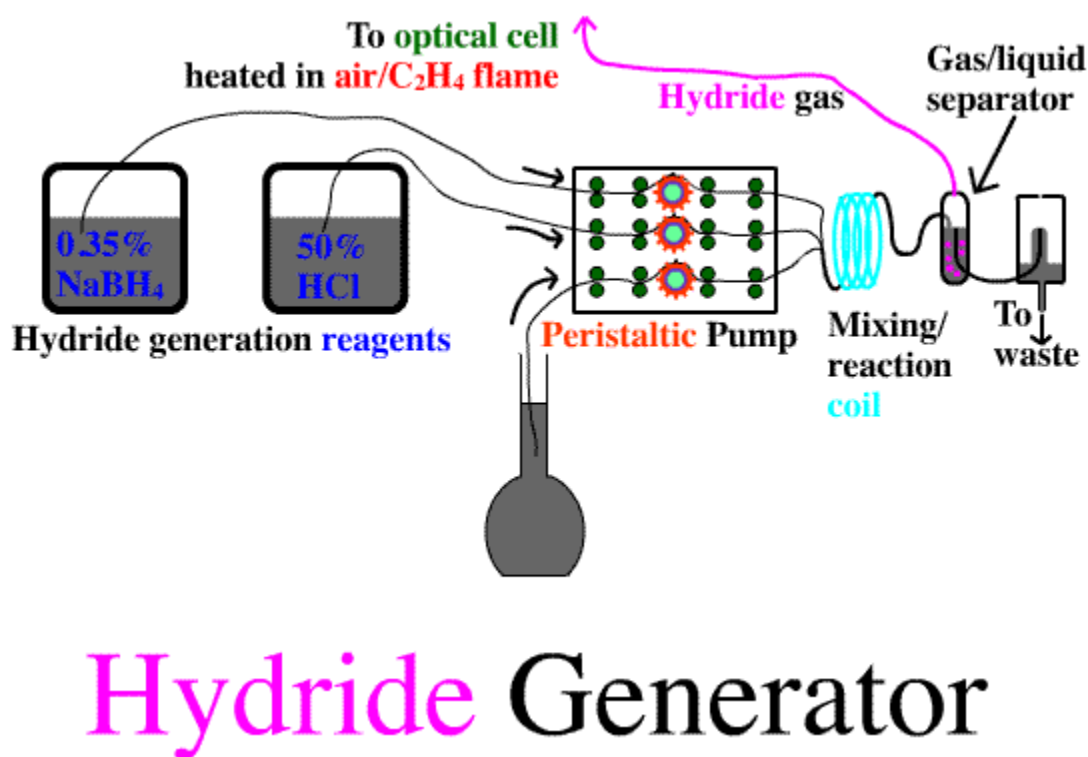 To optical cell
heated in air/C₂H₄ flame
Hydride gas
Gas/liquid
separator
0.35%
NaBH₄
50%
HCl
Hydride generation reagents
Peristaltic Pump
Mixing/
reaction
coil
To
waste
Hydride Generator